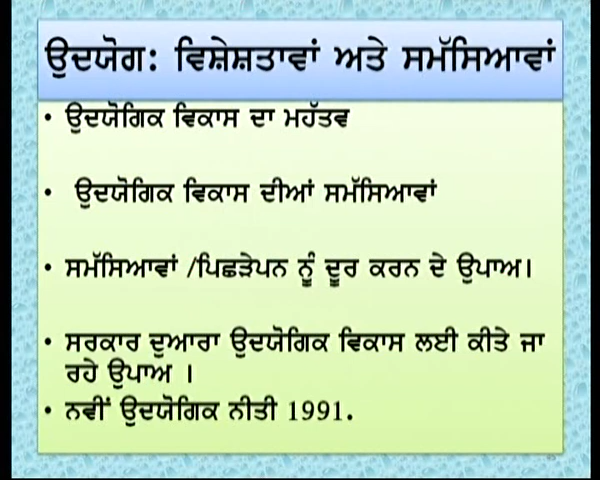 ਉਦਯੋਗ: ਵਿਸ਼ੇਸ਼ਤਾਵਾਂ ਅਤੇ ਸਮੱਸਿਆਵਾਂ
• ਉਦਯੋਗਿਕ ਵਿਕਾਸ ਦਾ ਮਹੱਤਵ
• ਉਦਯੋਗਿਕ ਵਿਕਾਸ ਦੀਆਂ ਸਮੱਸਿਆਵਾਂ
• ਸਮੱਸਿਆਵਾਂ /ਪਿਛੜੇਪਨ ਨੂੰ ਦੂਰ ਕਰਨ ਦੇ ਉਪਾਅ।
• ਸਰਕਾਰ ਦੁਆਰਾ ਉਦਯੋਗਿਕ ਵਿਕਾਸ ਲਈ ਕੀਤੇ ਜਾ
ਰਹੇ ਉਪਾਅ ।
• ਨਵੀਂ ਉਦਯੋਗਿਕ ਨੀਤੀ 1991.